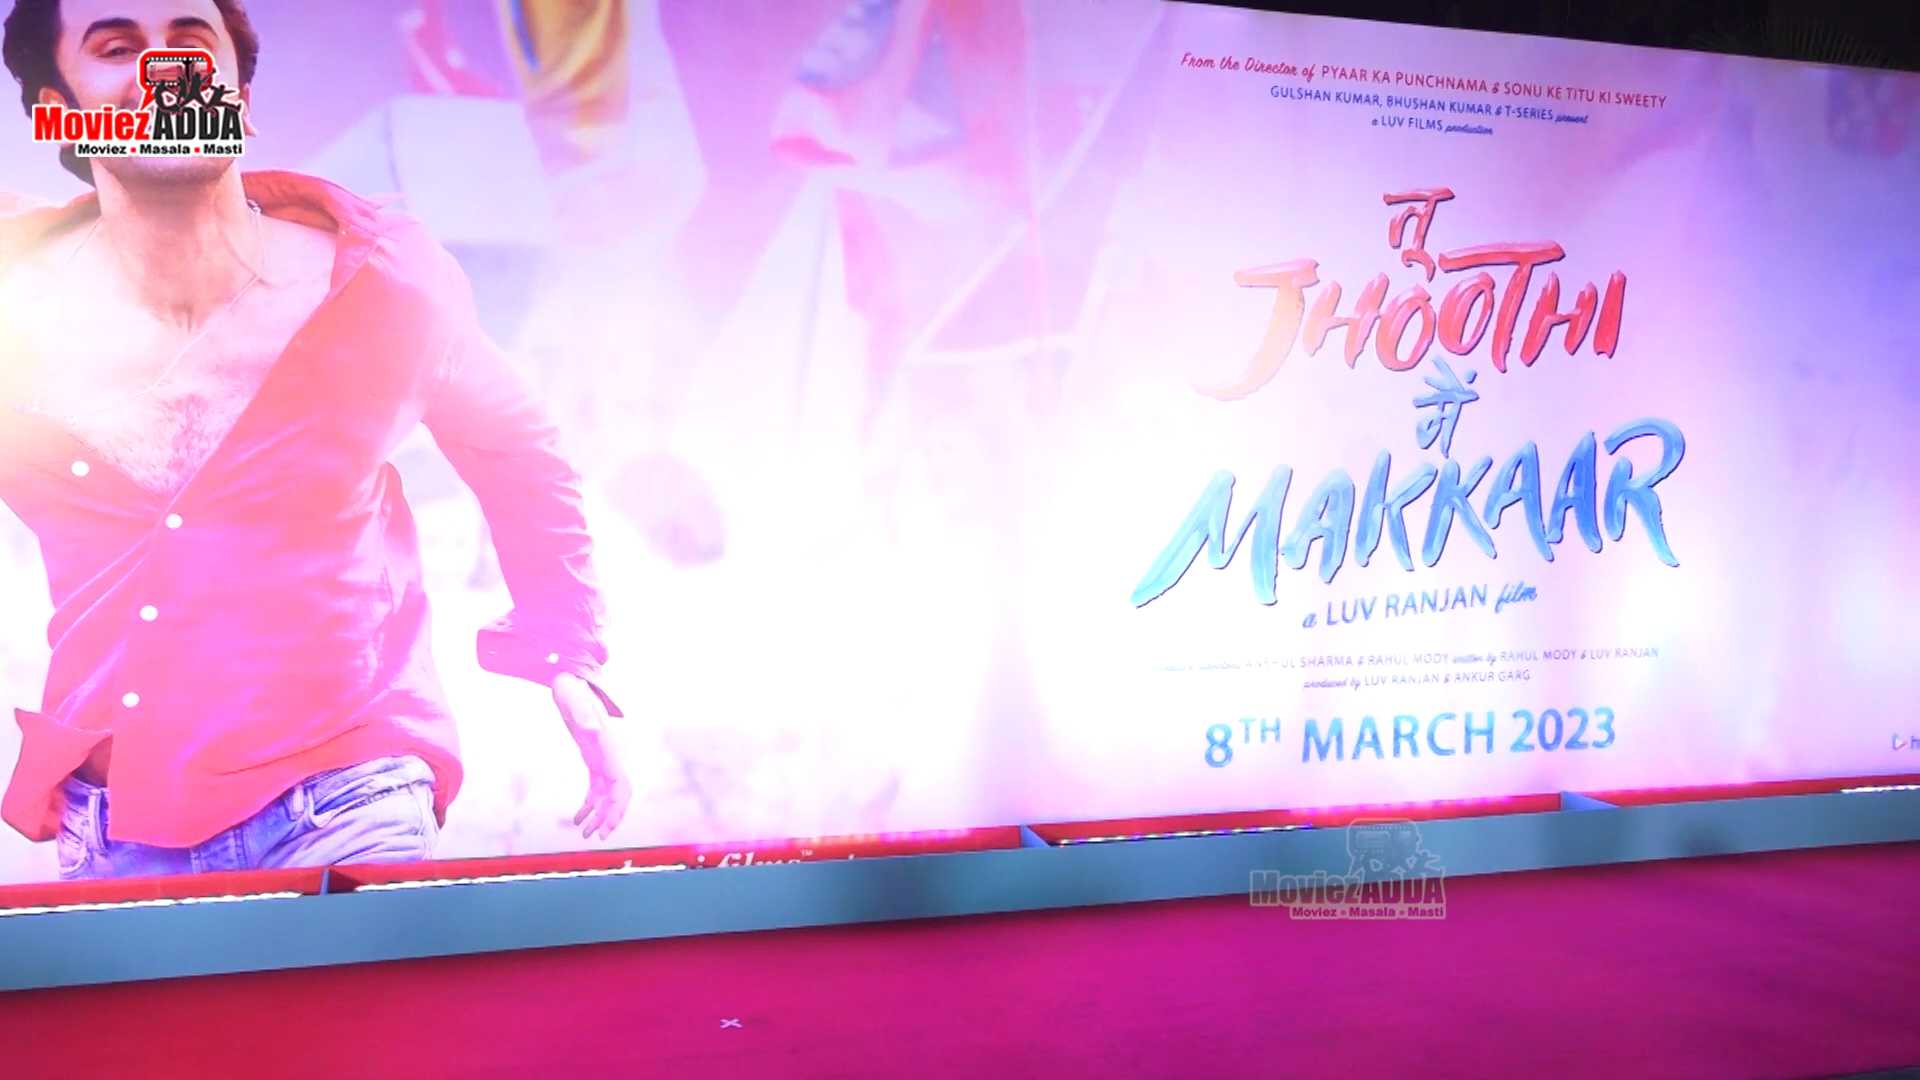 MoviezADDA
Moviez • Masala • Masti
From the Director of PYAAR KA PUNCHNAMA & SONU KE TITU KI SWEETY
GULSHAN KUMAR, BHUSHAN KUMAR & T-SERIES present
a LUV FILMS production
तू
JHOOTHI
मैं
MAKKAAR
a LUV RANJAN film
ANSHUL SHARMA & RAHUL MODY written by RAHUL MODY & LUV RANJAN
produced by LUV RANJAN & ANKUR GARG
8TH MARCH 2023
films™
MoviezADDA
Moviez • Masala • Masti